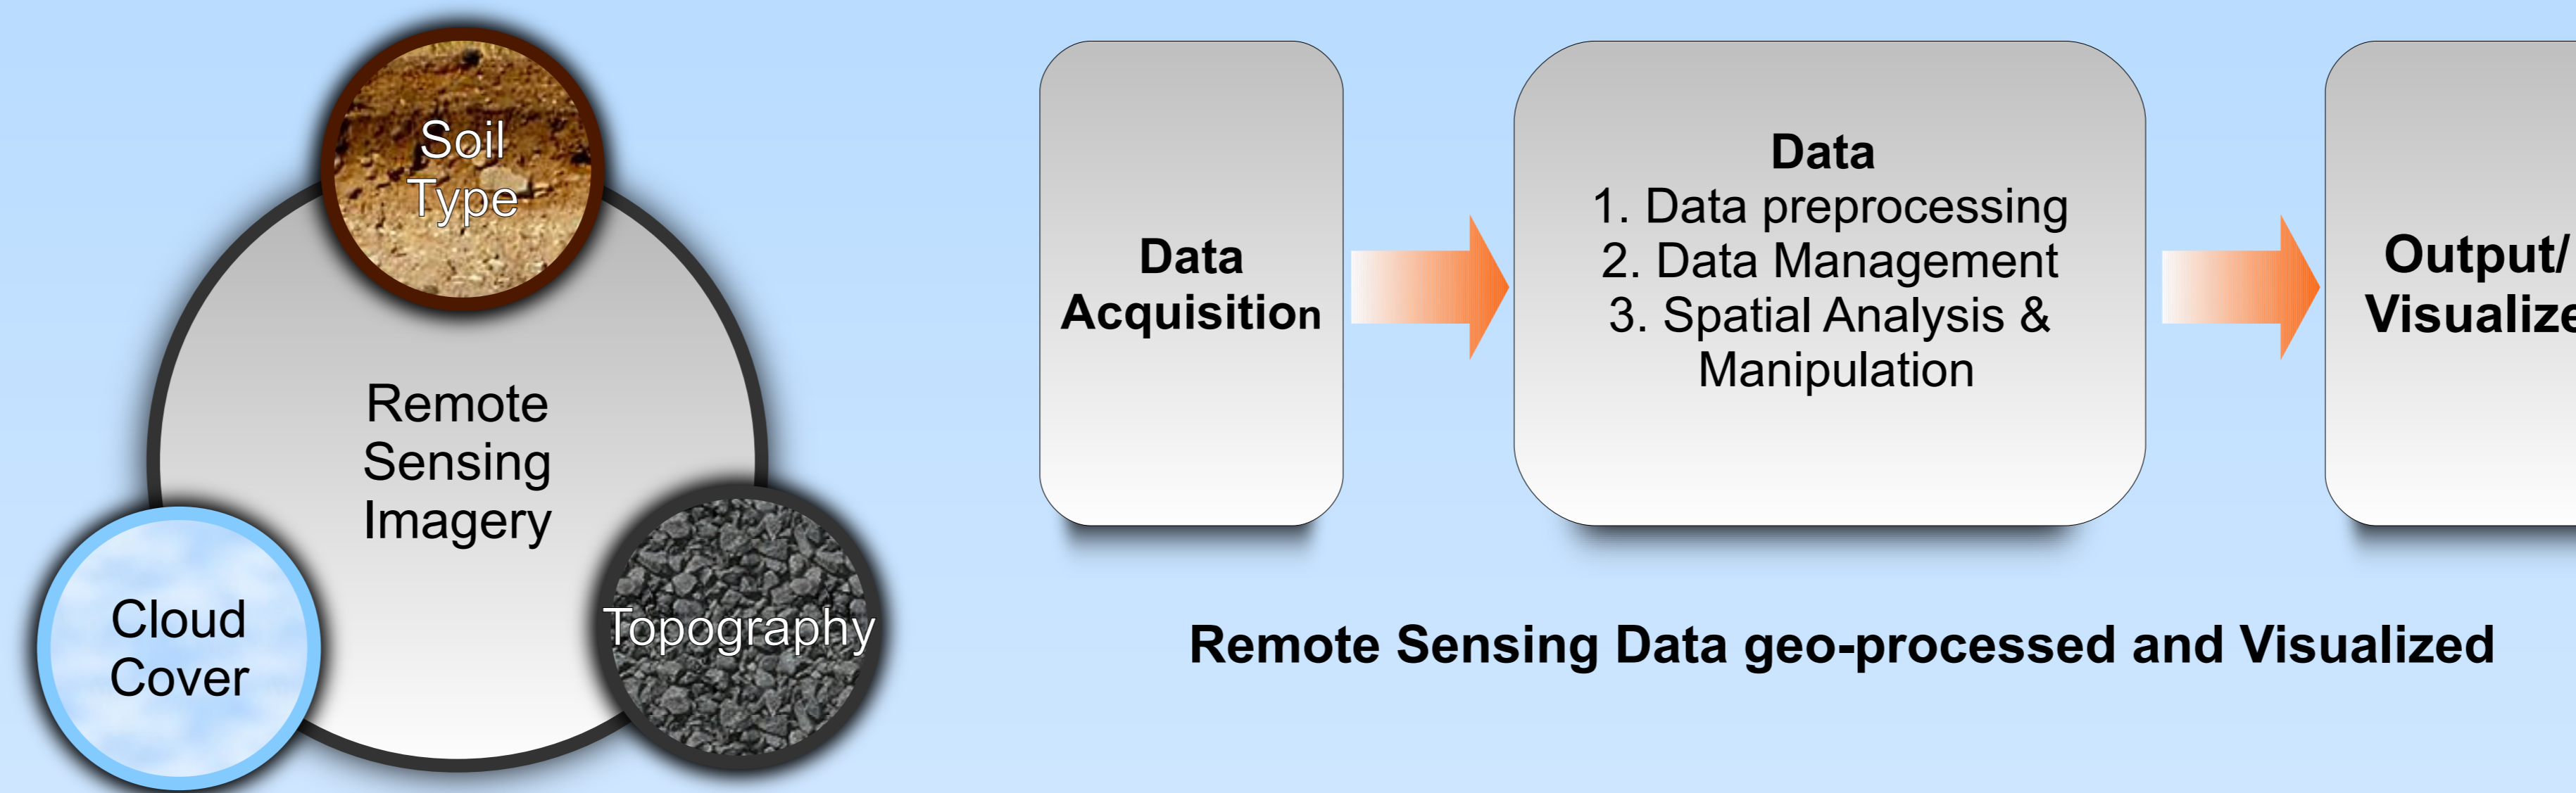 Soil
Type
Remote
Sensing
Imagery
Cloud
Cover
Topography
Data
Acquisition
Data
1. Data preprocessing
2. Data Management
3. Spatial Analysis &
Manipulation
Output/
Visualize
Remote Sensing Data geo-processed and Visualized